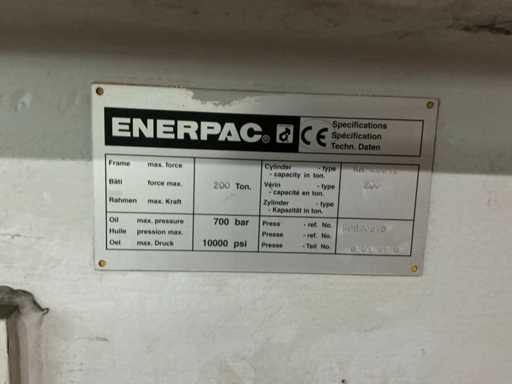 ENERPAC® CE
Specifications
Spécification
Techn. Daten
Frame max. force
Bâti force max.
Rahmen max. Kraft
200 Ton.
Cylinder - type
- capacity in ton.
Vérin - type
- capacité en ton.
Zylinder - type
- Kapazität in ton.
200
Oil max. pressure
Huile pression max.
Oel max. Druck
700 bar
10000 psi
Press - ref. No.
Presse - ref. No.
Presse - Teil No.